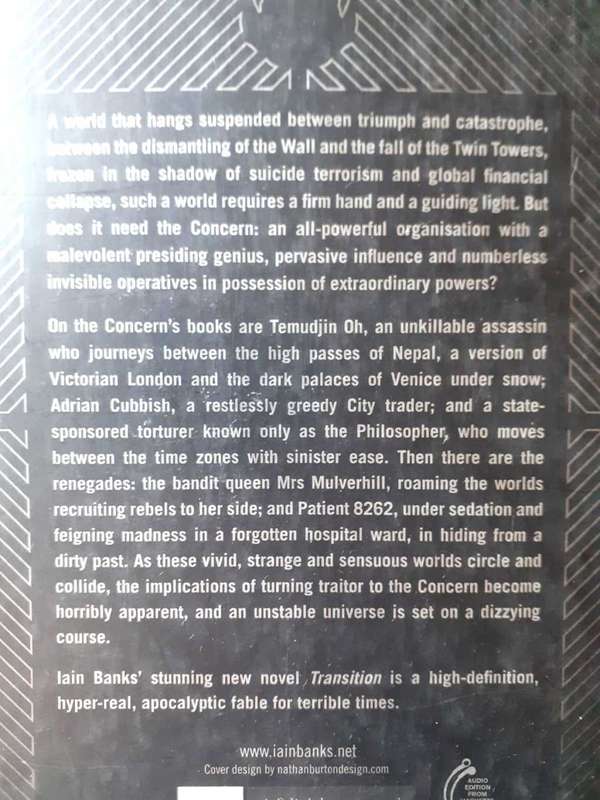 A world that hangs suspended between triumph and catastrophe,
between the dismantling of the Wall and the fall of the Twin Towers,
frozen in the shadow of suicide terrorism and global financial
collapse, such a world requires a firm hand and a guiding light. But
does it need the Concern: an all-powerful organisation with a
malevolent presiding genius, pervasive influence and numberless
invisible operatives in possession of extraordinary powers?
On the Concern's books are Temudjin Oh, an unkillable assassin
who journeys between the high passes of Nepal, a version of
Victorian London and the dark palaces of Venice under snow;
Adrian Cubbish, a restlessly greedy City trader; and a state-
sponsored torturer known only as the Philosopher, who moves
between the time zones with sinister ease. Then there are the
renegades: the bandit queen Mrs Mulverhill, roaming the worlds
recruiting rebels to her side; and Patient 8262, under sedation and
feigning madness in a forgotten hospital ward, in hiding from a
dirty past. As these vivid, strange and sensuous worlds circle and
collide, the implications of turning traitor to the Concern become
horribly apparent, and an unstable universe is set on a dizzying
course.
Iain Banks' stunning new novel Transition is a high-definition,
hyper-real, apocalyptic fable for terrible times.
www.iainbanks.net
Cover design by nathanburtondesign.com
AUDIO
EDITION
FROM